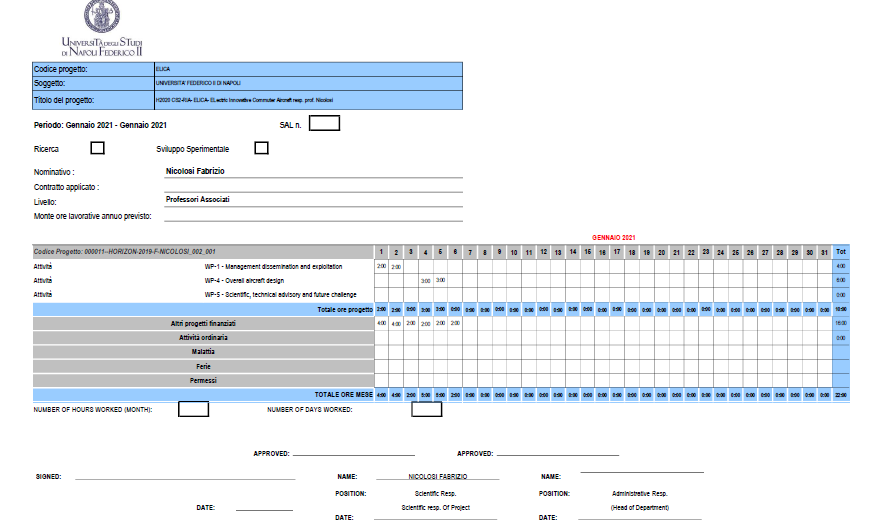 UNIVERSITÀ DEGLI STUDI
DI NAPOLI FEDERICO II
Codice progetto: ELICA
Soggetto: UNIVERSITA' FEDERICO II DI NAPOLI
Titolo del progetto: H2020 CS2-RIA- ELICA- ELectric Innovative Commuter Aircraft resp. prof. Nicolosi
Periodo: Gennaio 2021 - Gennaio 2021 SAL n.
Ricerca Sviluppo Sperimentale
Nominativo : Nicolosi Fabrizio
Contratto applicato :
Livello: Professori Associati
Monte ore lavorative annuo previsto:
GENNAIO 2021
Codice Progetto: 000011--HORIZON-2019-F-NICOLOSI_002_001 1 2 3 4 5 6 7 8 9 10 11 12 13 14 15 16 17 18 19 20 21 22 23 24 25 26 27 28 29 30 31 Tot
Attività WP-1 - Management dissemination and exploitation 2:00 2:00 4:00
Attività WP-4 - Overall aircraft design 3:00 3:00 6:00
Attività WP-5 - Scientific, technical advisory and future challenge 0:00
Totale ore progetto 2:00 2:00 0:00 3:00 3:00 0:00 0:00 0:00 0:00 0:00 0:00 0:00 0:00 0:00 0:00 0:00 0:00 0:00 0:00 0:00 0:00 0:00 0:00 0:00 0:00 0:00 0:00 0:00 0:00 0:00 0:00 10:00
Altri progetti finanziati 4:00 4:00 2:00 2:00 2:00 2:00 16:00
Attività ordinaria 0:00
Malattia
Ferie
Permessi
TOTALE ORE MESE 4:00 4:00 2:00 5:00 5:00 2:00 0:00 0:00 0:00 0:00 0:00 0:00 0:00 0:00 0:00 0:00 0:00 0:00 0:00 0:00 0:00 0:00 0:00 0:00 0:00 0:00 0:00 0:00 0:00 0:00 0:00 22:00
NUMBER OF HOURS WORKED (MONTH): NUMBER OF DAYS WORKED:
APPROVED: APPROVED:
SIGNED: NAME: NICOLOSI FABRIZIO NAME:
POSITION: Scientific Resp. POSITION: Administrative Resp.
DATE: Scientific resp. Of Project (Head of Department)
DATE: DATE: